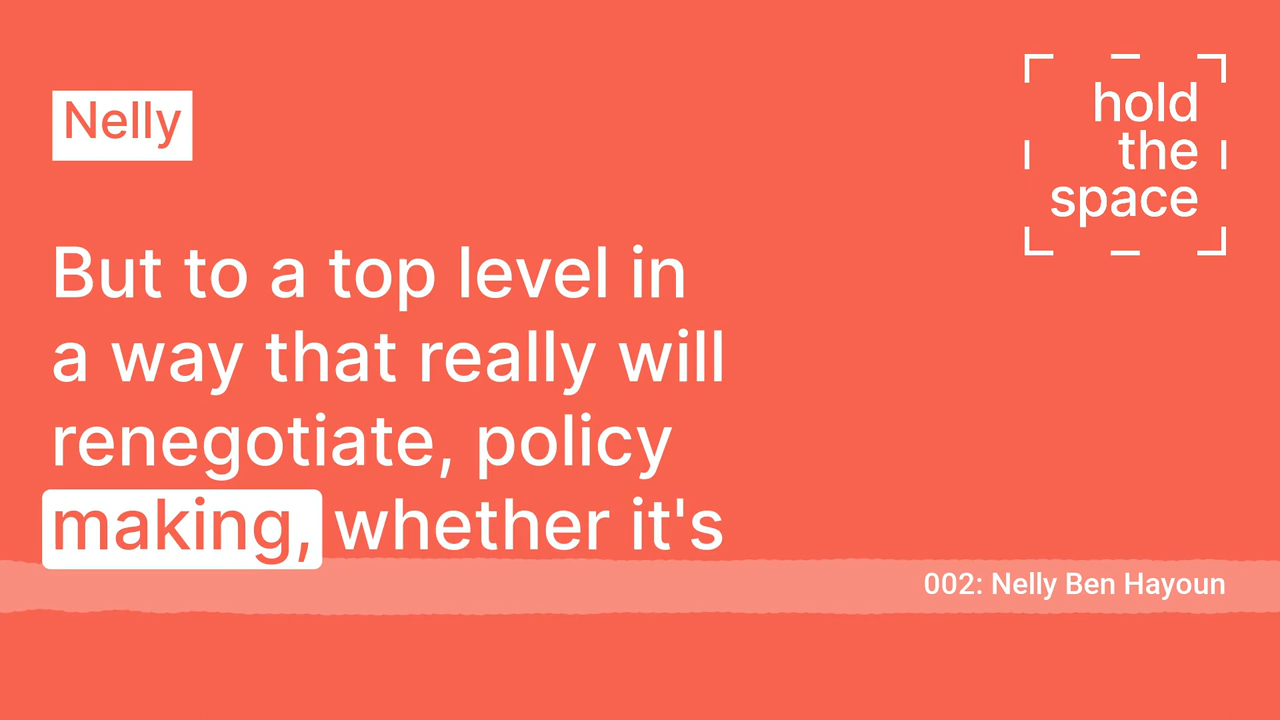 Nelly
hold
the
space
But to a top level in
a way that really will
renegotiate, policy
making, whether it's
002: Nelly Ben Hayoun